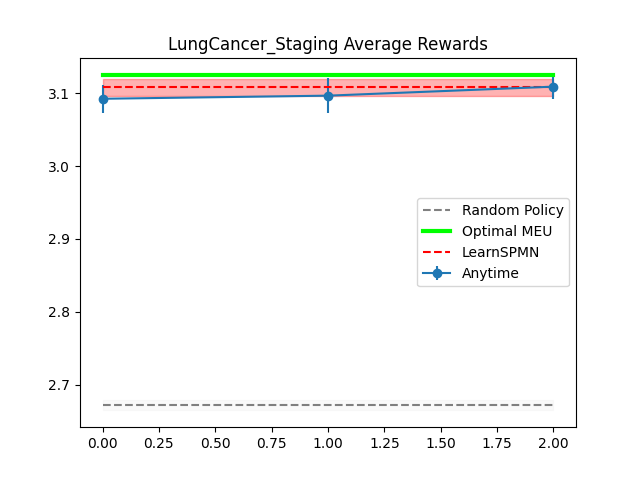 LungCancer_Staging Average Rewards
3.1
3.0
2.9
2.8
2.7
Random Policy
Optimal MEU
LearnSPMN
Anytime
0.00 0.25 0.50 0.75 1.00 1.25 1.50 1.75 2.00